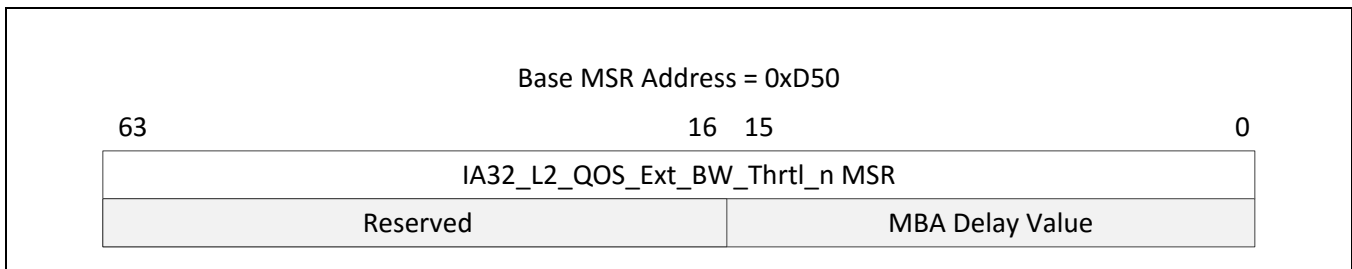 Base MSR Address = 0xD50
63 16 15 0
IA32_L2_QOS_Ext_BW_Thrtl_n MSR
Reserved MBA Delay Value